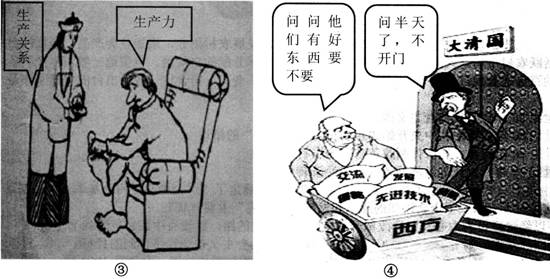 生产关系
生产力
③
问问他
们有好
东西要
不要
问半天
了，不
开门
大清国
交流
发展
先进技术
西方
④